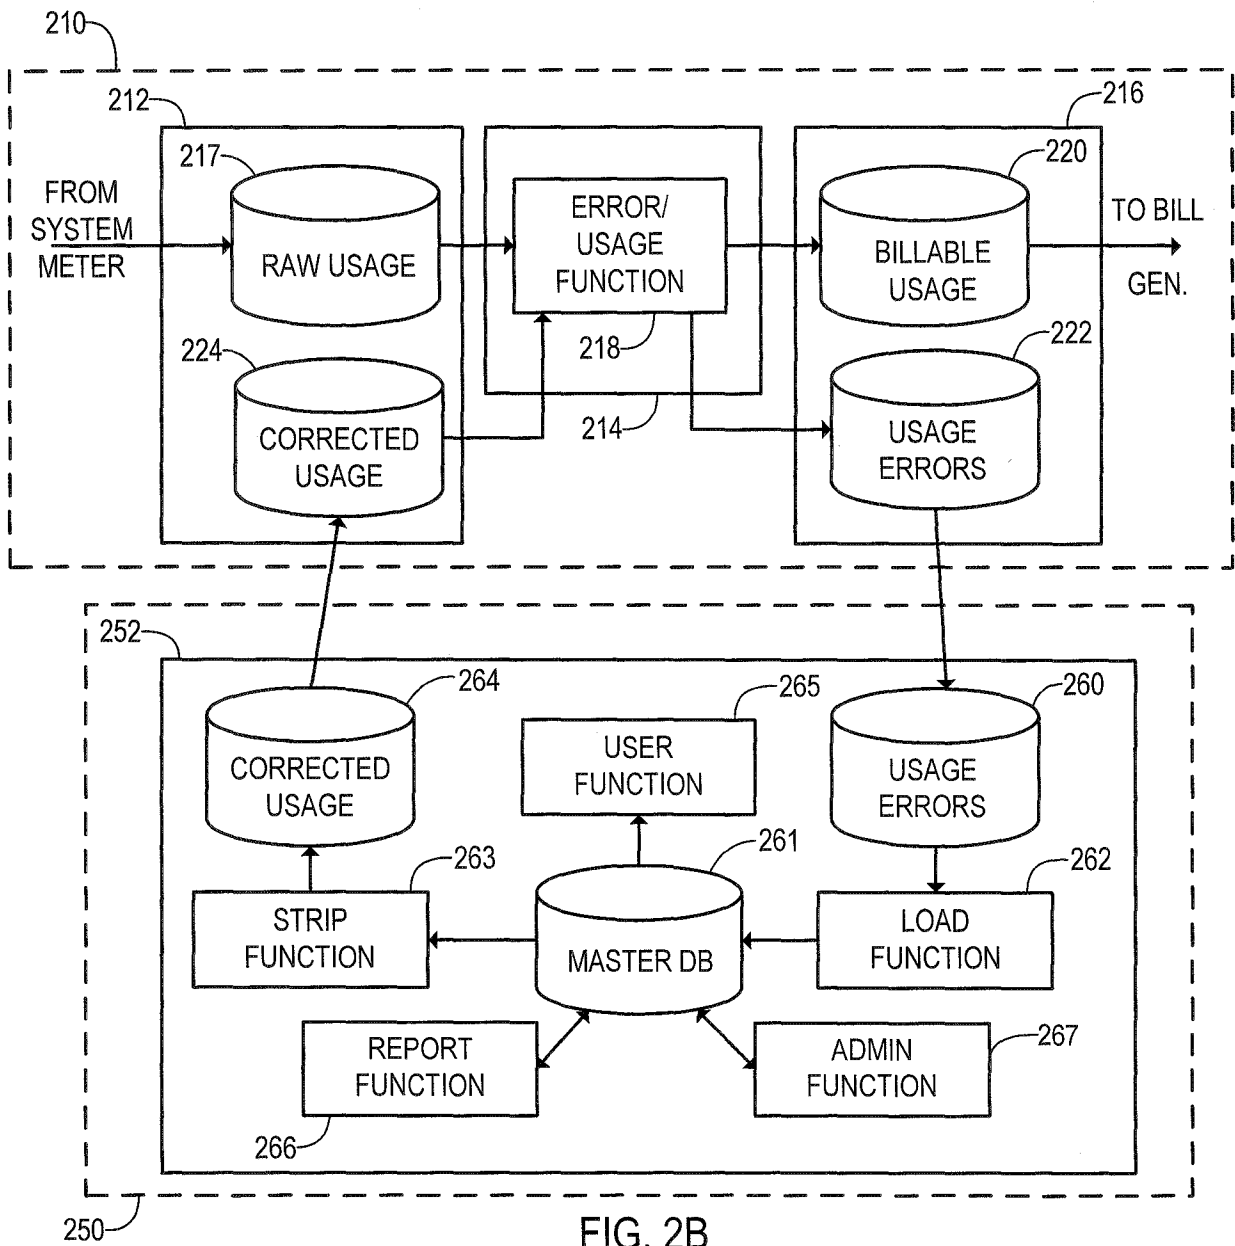 210
212
216
217
220
FROM
SYSTEM
METER
RAW USAGE
ERROR/
USAGE
FUNCTION
BILLABLE
USAGE
TO BILL
GEN.
218
224
222
214
CORRECTED
USAGE
USAGE
ERRORS
252
264
265
260
CORRECTED
USAGE
USER
FUNCTION
USAGE
ERRORS
263
261
262
STRIP
FUNCTION
MASTER DB
LOAD
FUNCTION
REPORT
FUNCTION
ADMIN
FUNCTION
267
266
250
FIG. 2B